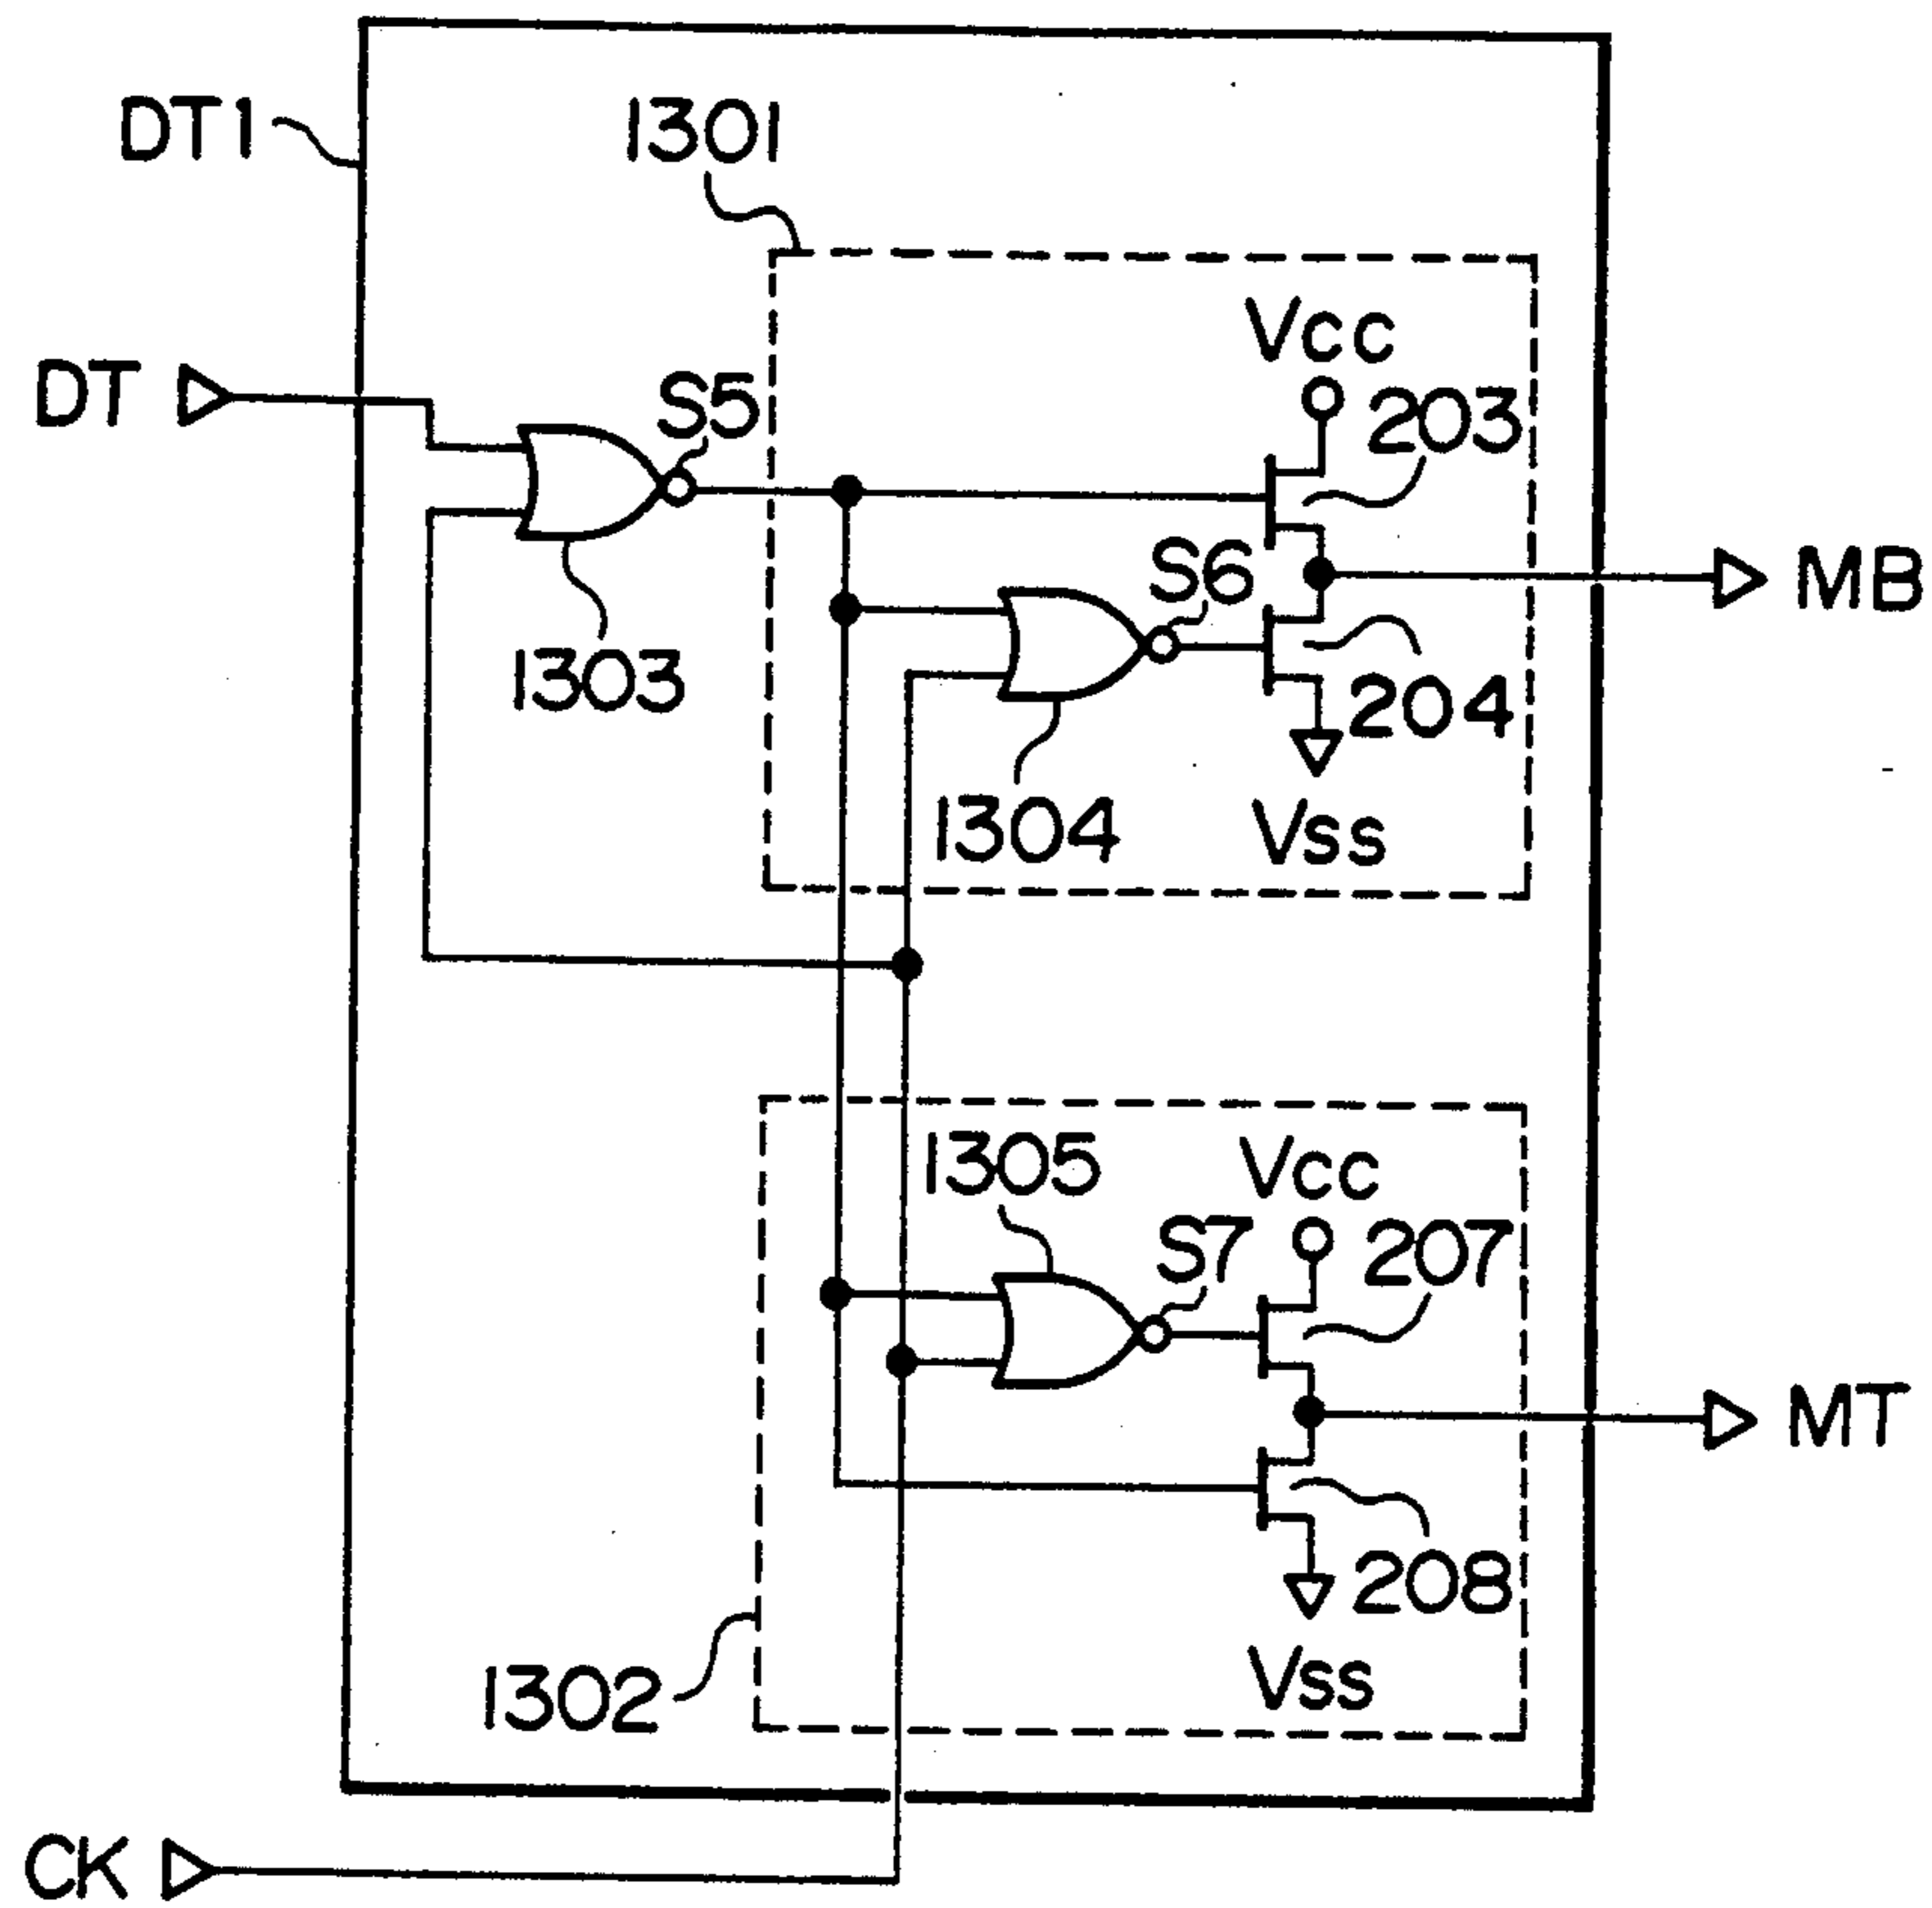 DT1
1301
Vcc
DT
S5
203
S6
MB
1303
204
1304
Vss
1305
Vcc
S7
207
MT
208
1302
Vss
CK